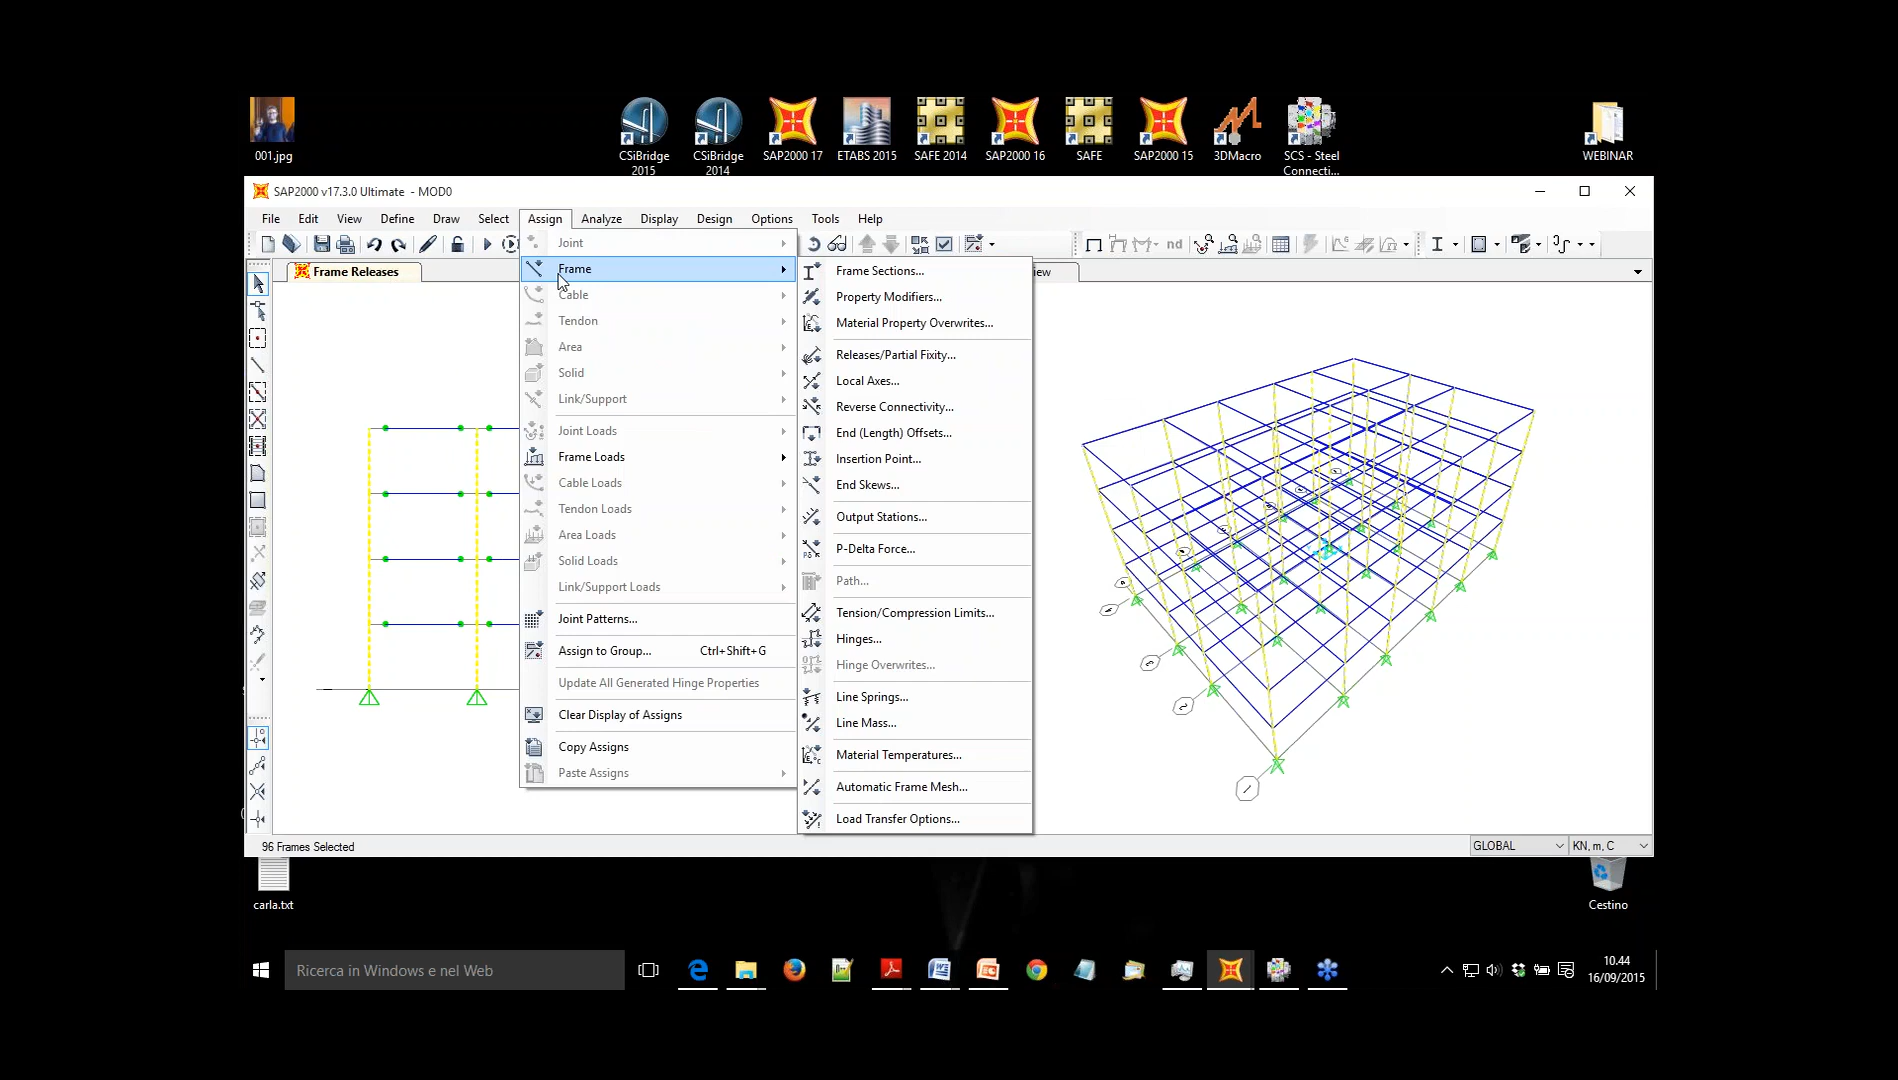 001.jpg
CSiBridge 2015
CSiBridge 2014
SAP2000 17
ETABS 2015
SAFE 2014
SAP2000 16
SAFE
SAP2000 15
3DMacro
SCS - Steel Connecti...
WEBINAR
SAP2000 v17.3.0 Ultimate - MOD0
File Edit View Define Draw Select Assign Analyze Display Design Options Tools Help
nd
Frame Releases
iew
Joint
Frame
Cable
Tendon
Area
Solid
Link/Support
Joint Loads
Frame Loads
Cable Loads
Tendon Loads
Area Loads
Solid Loads
Link/Support Loads
Joint Patterns...
Assign to Group... Ctrl+Shift+G
Update All Generated Hinge Properties
Clear Display of Assigns
Copy Assigns
Paste Assigns
Frame Sections...
Property Modifiers...
Material Property Overwrites...
Releases/Partial Fixity...
Local Axes...
Reverse Connectivity...
End (Length) Offsets...
Insertion Point...
End Skews...
Output Stations...
P-Delta Force...
Path...
Tension/Compression Limits...
Hinges...
Hinge Overwrites...
Line Springs...
Line Mass...
Material Temperatures...
Automatic Frame Mesh...
Load Transfer Options...
96 Frames Selected
GLOBAL
KN, m, C
carla.txt
Cestino
Ricerca in Windows e nel Web
10.44
16/09/2015